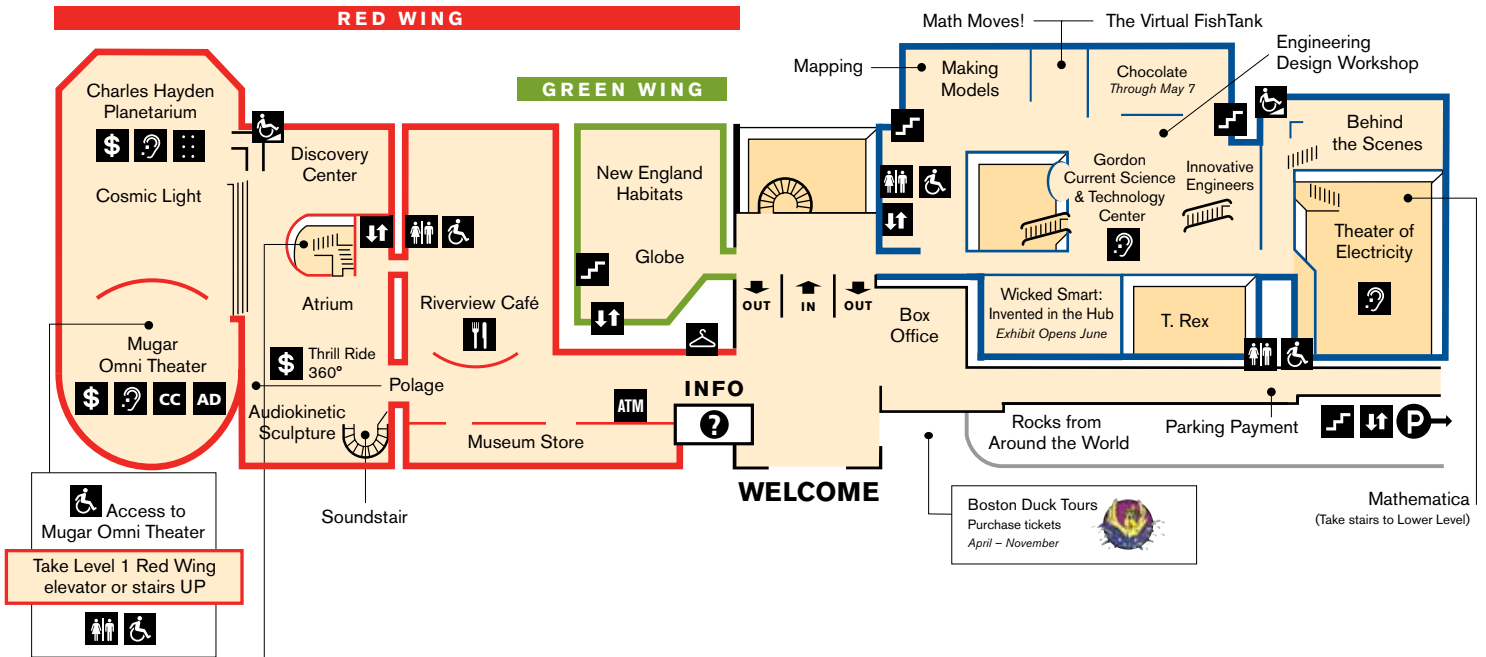 RED WING
GREEN WING
Math Moves!
The Virtual FishTank
Engineering
Design Workshop
Mapping
Making
Models
Chocolate
Through May 7
Charles Hayden
Planetarium
$
Cosmic Light
Discovery
Center
New England
Habitats
Globe
Gordon
Current Science
& Technology
Center
Innovative
Engineers
Behind
the Scenes
Theater of
Electricity
Atrium
Riverview Café
OUT
IN
OUT
Box
Office
Wicked Smart:
Invented in the Hub
Exhibit Opens June
T. Rex
Mugar
Omni Theater
$
CC
AD
$
Thrill Ride
360°
Polage
Audiokinetic
Sculpture
ATM
INFO
?
Museum Store
Rocks from
Around the World
Parking Payment
P
WELCOME
Soundstair
Mathematica
(Take stairs to Lower Level)
Boston Duck Tours
Purchase tickets
April – November
Access to
Mugar Omni Theater
Take Level 1 Red Wing
elevator or stairs UP